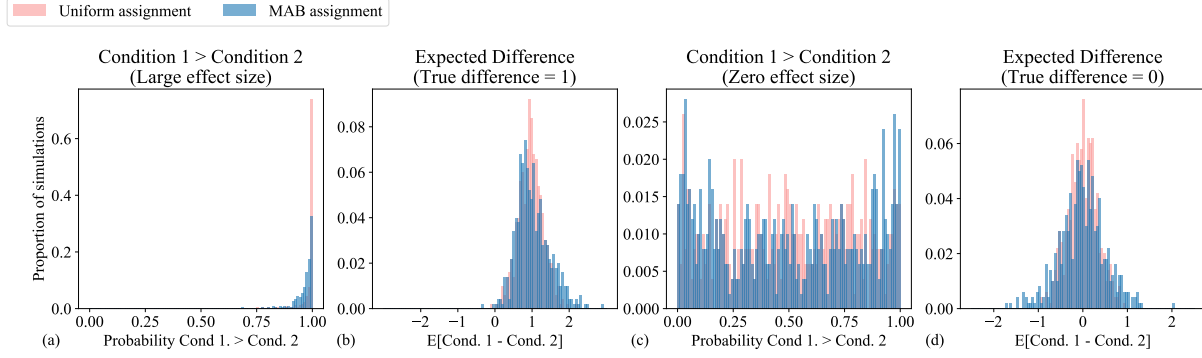 Uniform assignment
MAB assignment
Condition 1 > Condition 2
(Large effect size)
Proportion of simulations
0.6
0.4
0.2
0.0
0.00
0.25
0.50
0.75
1.00
(a)
Probability Cond 1. > Cond. 2
Expected Difference
(True difference = 1)
0.08
0.06
0.04
0.02
0.00
−2
−1
0
1
2
(b)
E[Cond. 1 - Cond. 2]
Condition 1 > Condition 2
(Zero effect size)
0.025
0.020
0.015
0.010
0.005
0.000
0.00
0.25
0.50
0.75
1.00
(c)
Probability Cond 1. > Cond. 2
Expected Difference
(True difference = 0)
0.06
0.04
0.02
0.00
−2
−1
0
1
2
(d)
E[Cond. 1 - Cond. 2]